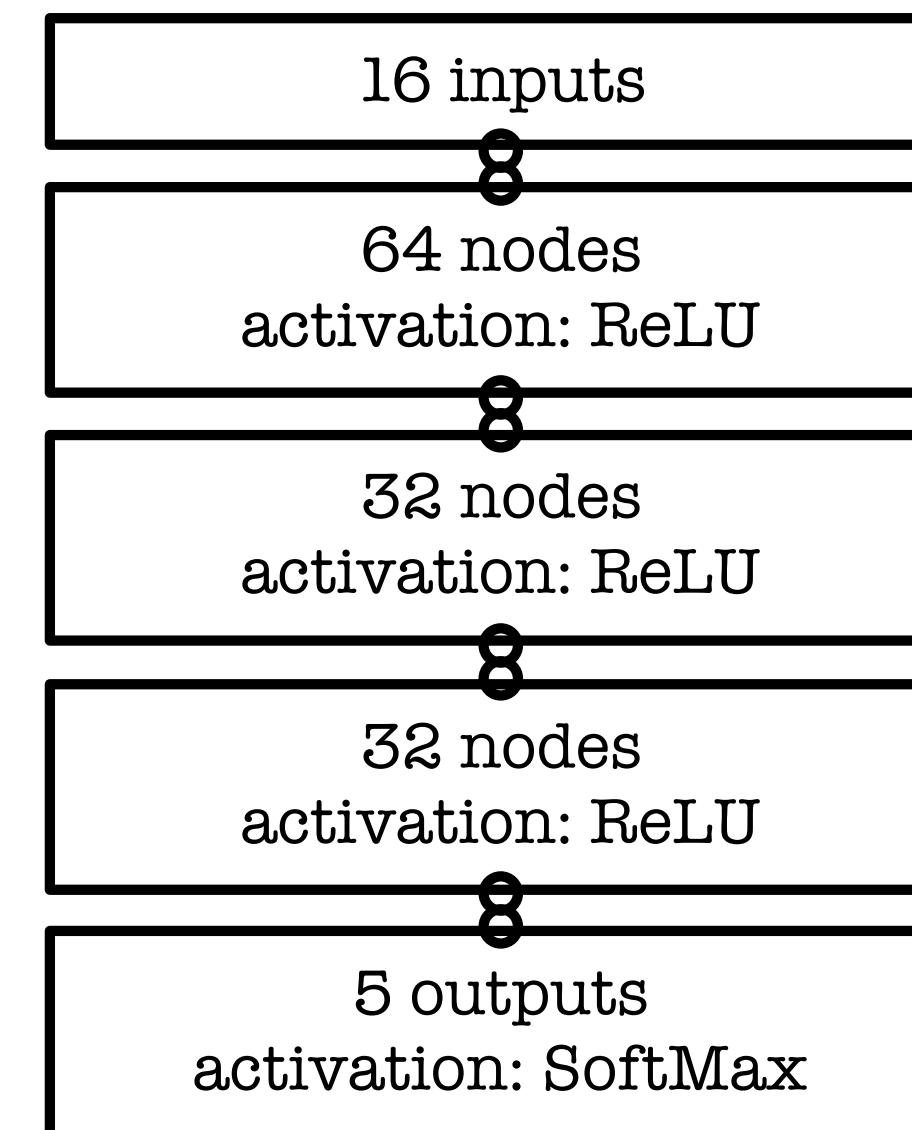 16 inputs
64 nodes
activation: ReLU
32 nodes
activation: ReLU
32 nodes
activation: ReLU
5 outputs
activation: SoftMax